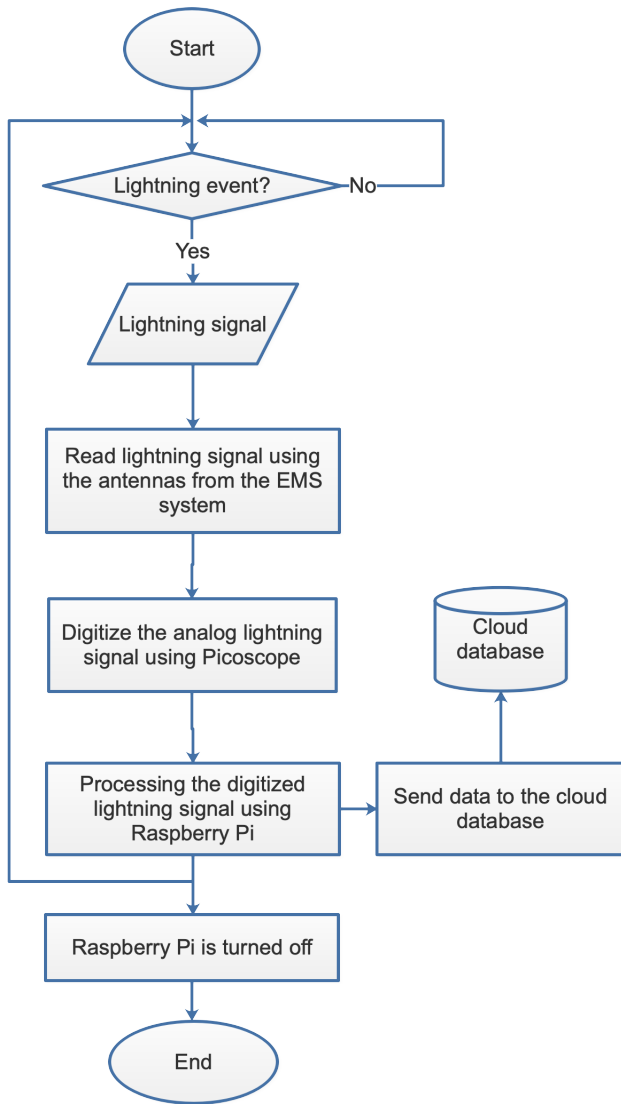 Start
Lightning event?
No
Yes
Lightning signal
Read lightning signal using
the antennas from the EMS
system
Digitize the analog lightning
signal using Picoscope
Cloud
database
Processing the digitized
lightning signal using
Raspberry Pi
Send data to the cloud
database
Raspberry Pi is turned off
End